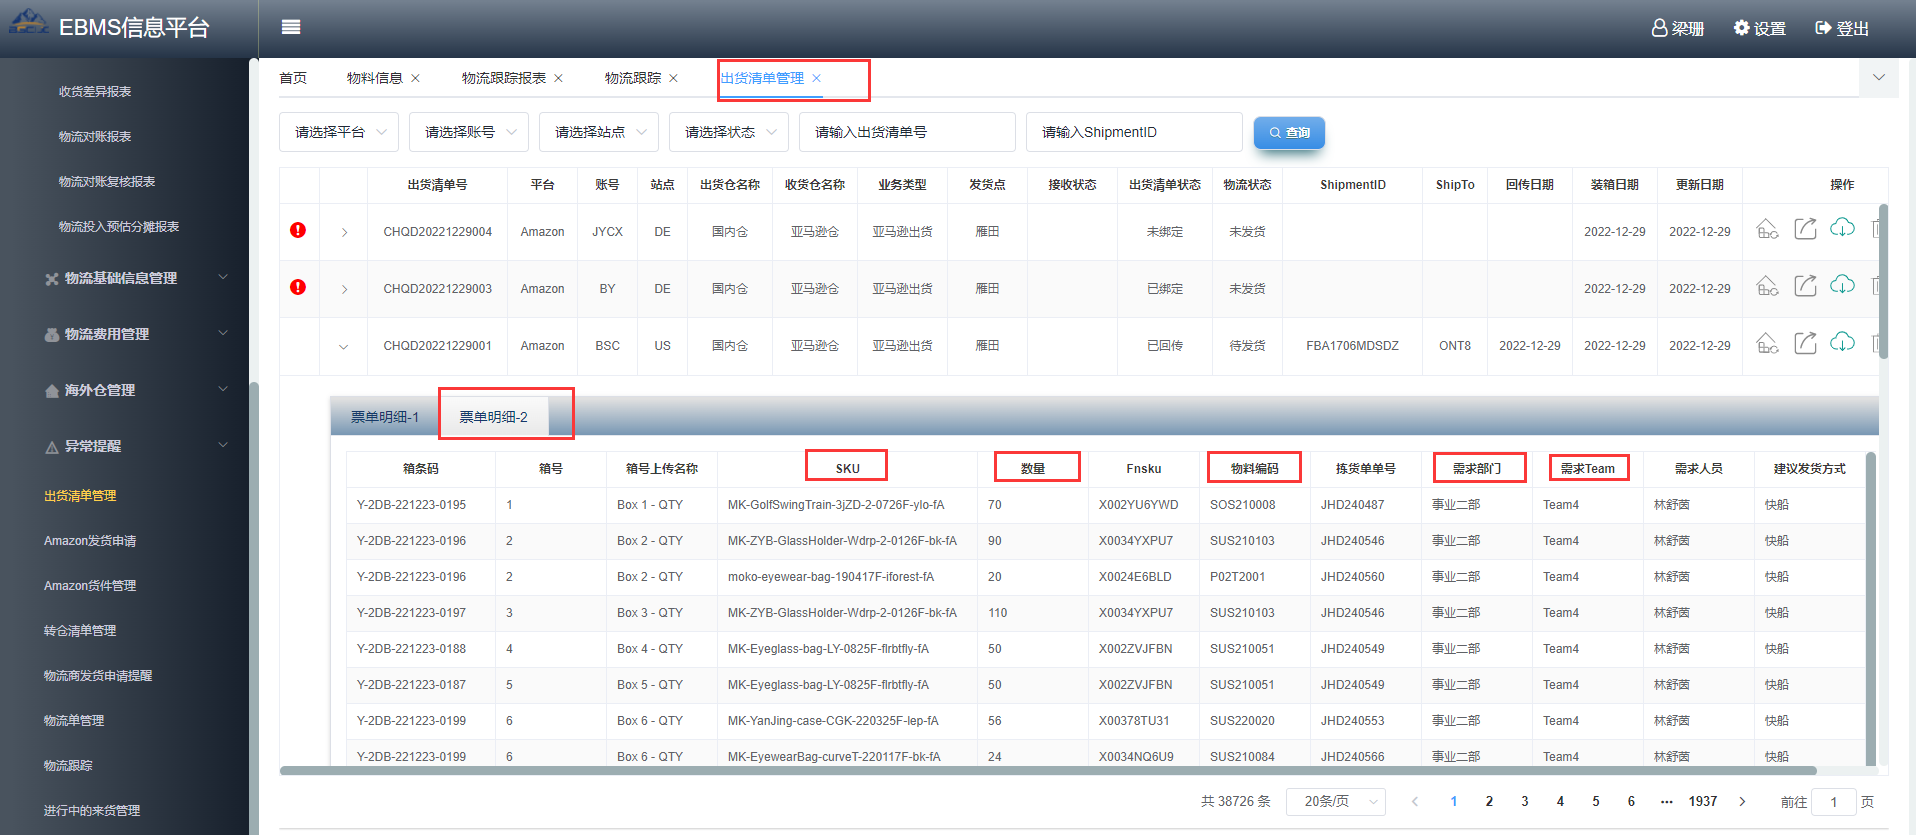 EBMS信息平台
梁珊 设置 登出
收货差异报表
物流对账报表
物流对账复核报表
物流投入预估分摊报表
物流基础信息管理
物流费用管理
海外仓管理
异常提醒
出货清单管理
Amazon发货申请
Amazon货件管理
转仓清单管理
物流商发货申请提醒
物流单管理
物流跟踪
进行中的来货管理
首页 物料信息 物流跟踪报表 物流跟踪 出货清单管理
请选择平台 请选择账号 请选择站点 请选择状态 请输入出货清单号 请输入ShipmentID 查询
出货清单号 平台 账号 站点 出货仓名称 收货仓名称 业务类型 发货点 接收状态 出货清单状态 物流状态 ShipmentID ShipTo 回传日期 装箱日期 更新日期 操作
CHQD20221229004 Amazon JYCX DE 国内仓 亚马逊仓 亚马逊出货 雁田 未绑定 未发货 2022-12-29 2022-12-29
CHQD20221229003 Amazon BY DE 国内仓 亚马逊仓 亚马逊出货 雁田 已绑定 未发货 2022-12-29 2022-12-29
CHQD20221229001 Amazon BSC US 国内仓 亚马逊仓 亚马逊出货 雁田 已回传 待发货 FBA1706MDSDZ ONT8 2022-12-29 2022-12-29 2022-12-29
票单明细-1 票单明细-2
箱条码 箱号 箱号上传名称 SKU 数量 Fnsku 物料编码 拣货单单号 需求部门 需求Team 需求人员 建议发货方式
Y-2DB-221223-0195 1 Box 1 - QTY MK-GolfSwingTrain-3jZD-2-0726F-ylo-fA 70 X002YU6YWD SOS210008 JHD240487 事业二部 Team4 林舒茵 快船
Y-2DB-221223-0196 2 Box 2 - QTY MK-ZYB-GlassHolder-Wdrp-2-0126F-bk-fA 90 X0034YXPU7 SUS210103 JHD240546 事业二部 Team4 林舒茵 快船
Y-2DB-221223-0196 2 Box 2 - QTY moko-eyewear-bag-190417F-iforest-fA 20 X0024E6BLD P02T2001 JHD240560 事业二部 Team4 林舒茵 快船
Y-2DB-221223-0197 3 Box 3 - QTY MK-ZYB-GlassHolder-Wdrp-2-0126F-bk-fA 110 X0034YXPU7 SUS210103 JHD240546 事业二部 Team4 林舒茵 快船
Y-2DB-221223-0188 4 Box 4 - QTY MK-Eyeglass-bag-LY-0825F-flrbtfly-fA 50 X002ZVJFBN SUS210051 JHD240549 事业二部 Team4 林舒茵 快船
Y-2DB-221223-0187 5 Box 5 - QTY MK-Eyeglass-bag-LY-0825F-flrbtfly-fA 50 X002ZVJFBN SUS210051 JHD240549 事业二部 Team4 林舒茵 快船
Y-2DB-221223-0199 6 Box 6 - QTY MK-YanJing-case-CGK-220325F-lep-fA 56 X00378TU31 SUS220020 JHD240553 事业二部 Team4 林舒茵 快船
Y-2DB-221223-0199 6 Box 6 - QTY MK-EyewearBag-curveT-220117F-bk-fA 24 X0034NQ6U9 SUS210084 JHD240566 事业二部 Team4 林舒茵 快船
共 38726 条 20条/页 1 2 3 4 5 6 ••• 1937 前往 1 页